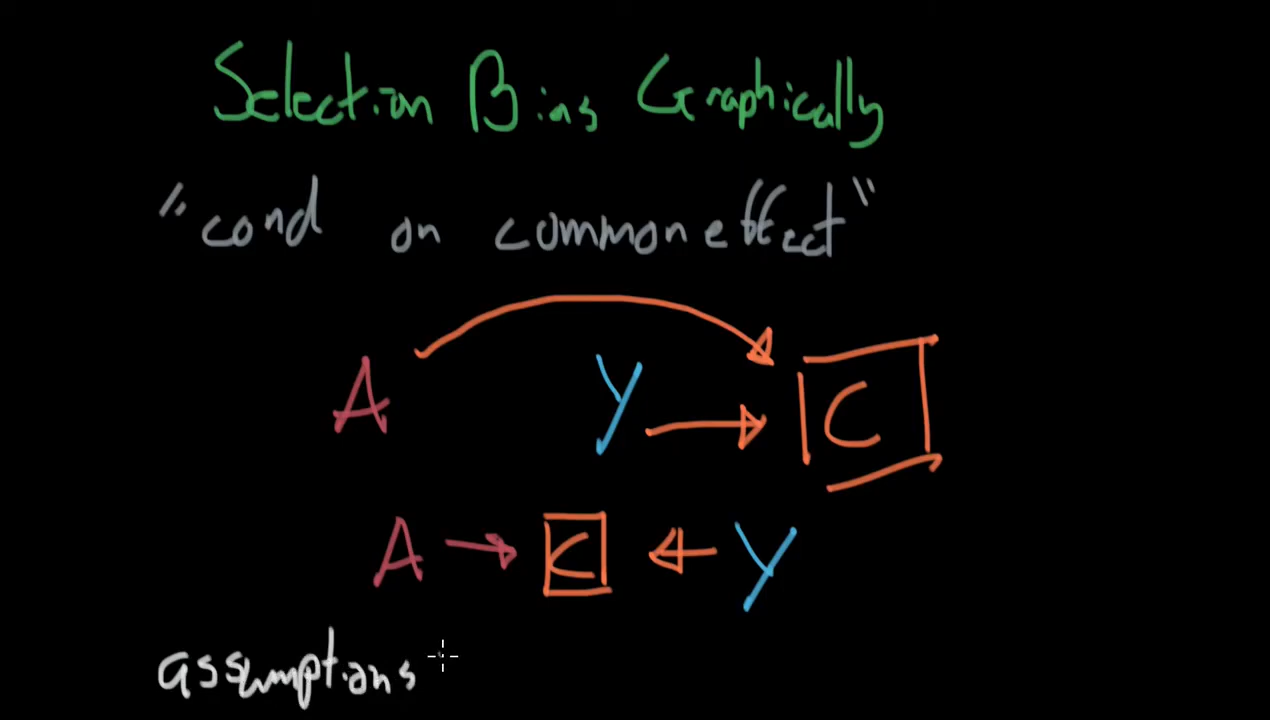 Selection Bias Graphically
"cond on common effect"
A Y C
A C Y
assumptions